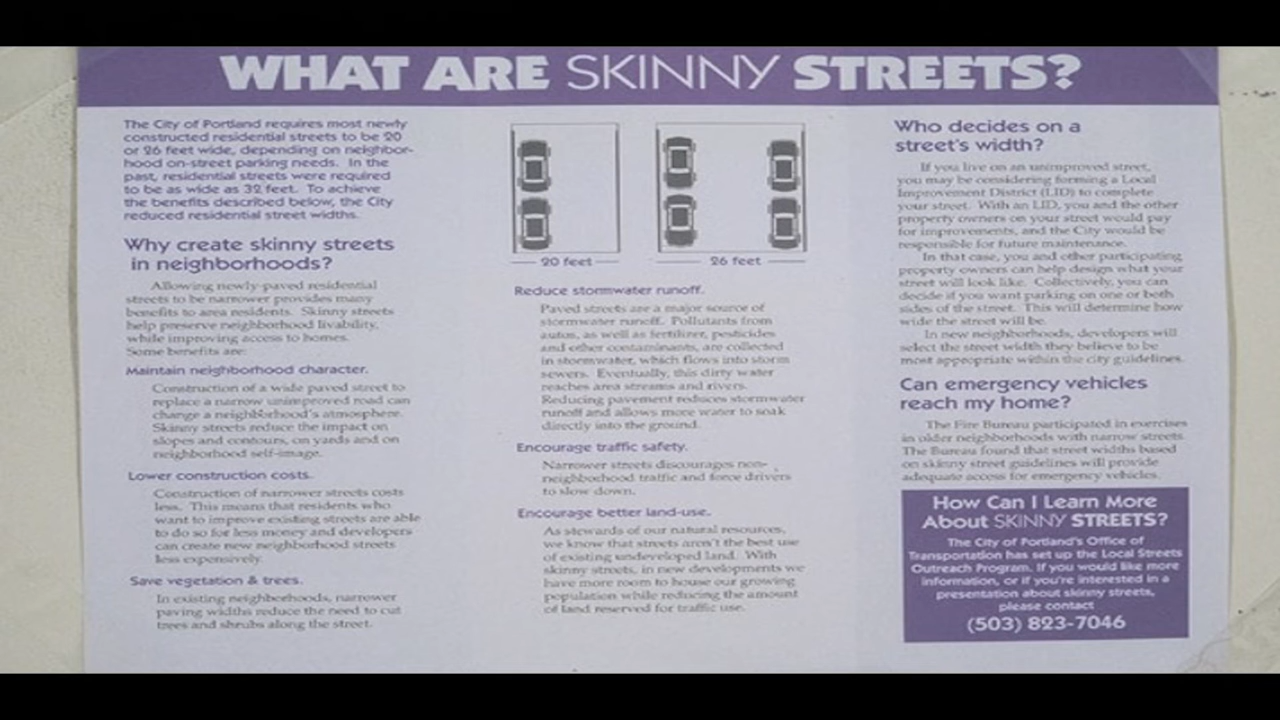 WHAT ARE SKINNY STREETS?
The City of Portland requires most newly
constructed residential streets to be 20
or 26 feet wide, depending on neighbor-
hood on-street parking needs. In the
past, residential streets were required
to be as wide as 32 feet. To achieve
the benefits described below, the City
reduced residential street widths.
Why create skinny streets
in neighborhoods?
Allowing newly-paved residential
streets to be narrower provides many
benefits to area residents. Skinny streets
help preserve neighborhood livability,
while improving access to homes.
Some benefits are:
Maintain neighborhood character.
Construction of a wide paved street to
replace a narrow unimproved road can
change a neighborhood's atmosphere.
Skinny streets reduce the impact on
slopes and contours, on yards and on
neighborhood self-image.
Lower construction costs.
Construction of narrower streets costs
less. This means that residents who
want to improve existing streets are able
to do so for less money and developers
can create new neighborhood streets
less expensively.
Save vegetation & trees.
In existing neighborhoods, narrower
paving widths reduce the need to cut
trees and shrubs along the street.
20 feet
26 feet
Reduce stormwater runoff.
Paved streets are a major source of
stormwater runoff. Pollutants from
autos, as well as fertilizer, pesticides
and other contaminants, are collected
in stormwater, which flows into storm
sewers. Eventually, this dirty water
reaches area streams and rivers.
Reducing pavement reduces stormwater
runoff and allows more water to soak
directly into the ground.
Encourage traffic safety.
Narrower streets discourages non-
neighborhood traffic and force drivers
to slow down.
Encourage better land-use.
As stewards of our natural resources,
we know that streets aren't the best use
of existing undeveloped land. With
skinny streets, in new developments we
have more room to house our growing
population while reducing the amount
of land reserved for traffic use.
Who decides on a
street's width?
If you live on an unimproved street,
you may be considering forming a Local
Improvement District (LID) to complete
your street. With an LID, you and the other
property owners on your street would pay
for improvements, and the City would be
responsible for future maintenance.
In that case, you and other participating
property owners can help design what your
street will look like. Collectively, you can
decide if you want parking on one or both
sides of the street. This will determine how
wide the street will be.
In new neighborhoods, developers will
select the street width they believe to be
most appropriate within the city guidelines.
Can emergency vehicles
reach my home?
The Fire Bureau participated in exercises
in older neighborhoods with narrow streets.
The Bureau found that street widths based
on skinny street guidelines will provide
adequate access for emergency vehicles.
How Can I Learn More
About SKINNY STREETS?
The City of Portland's Office of
Transportation has set up the Local Streets
Outreach Program. If you would like more
information, or if you're interested in a
presentation about skinny streets,
please contact
(503) 823-7046